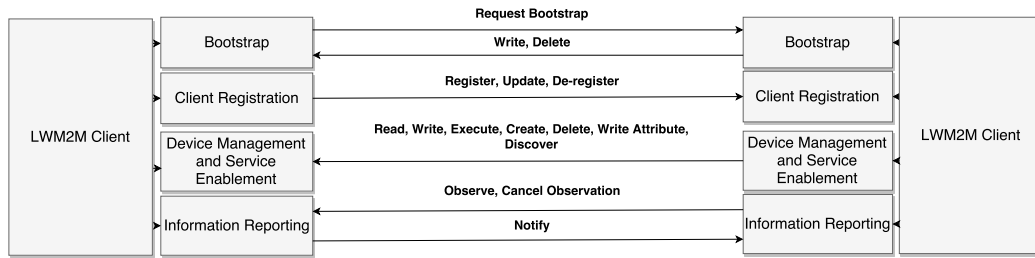 Request Bootstrap
Bootstrap
Write, Delete
Bootstrap
Register, Update, De-register
Client Registration
Client Registration
LWM2M Client
Read, Write, Execute, Create, Delete, Write Attribute,
Discover
LWM2M Client
Device Management
and Service
Enablement
Device Management
and Service
Enablement
Observe, Cancel Observation
Information Reporting
Notify
Information Reporting